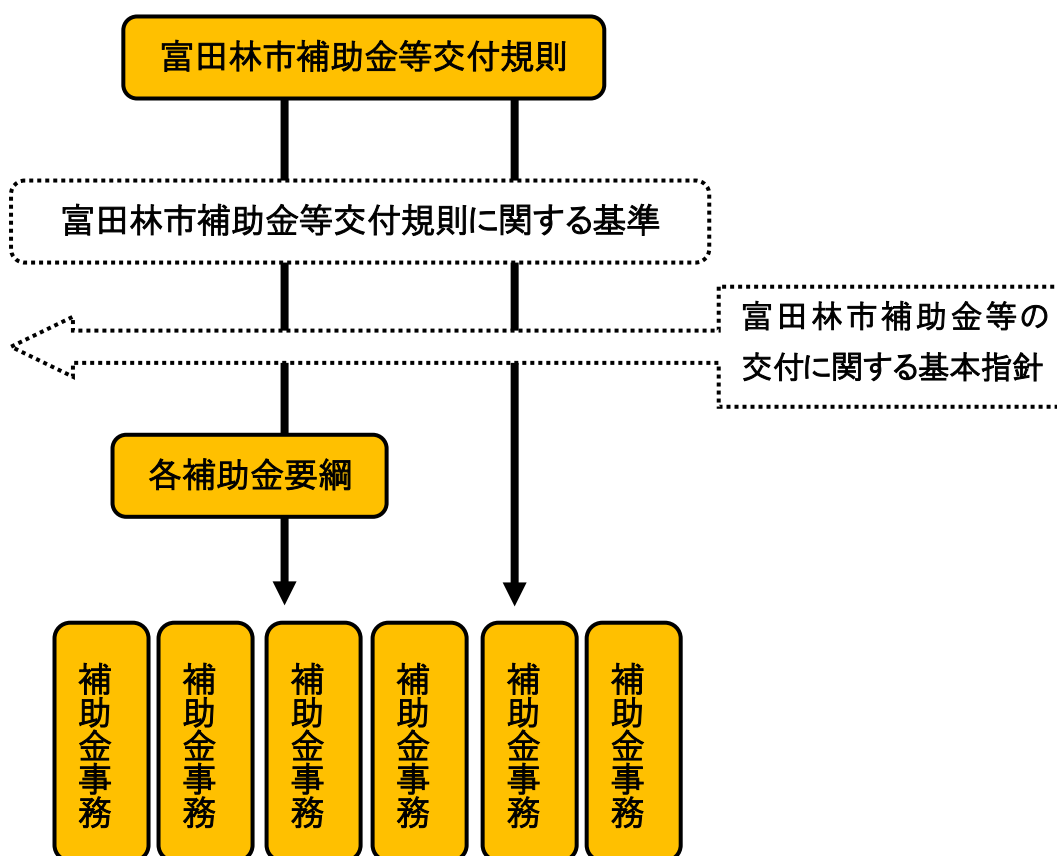 富田林市補助金等交付規則
富田林市補助金等交付規則に関する基準
富田林市補助金等の
交付に関する基本指針
各補助金要綱
補助金事務
補助金事務
補助金事務
補助金事務
補助金事務
補助金事務